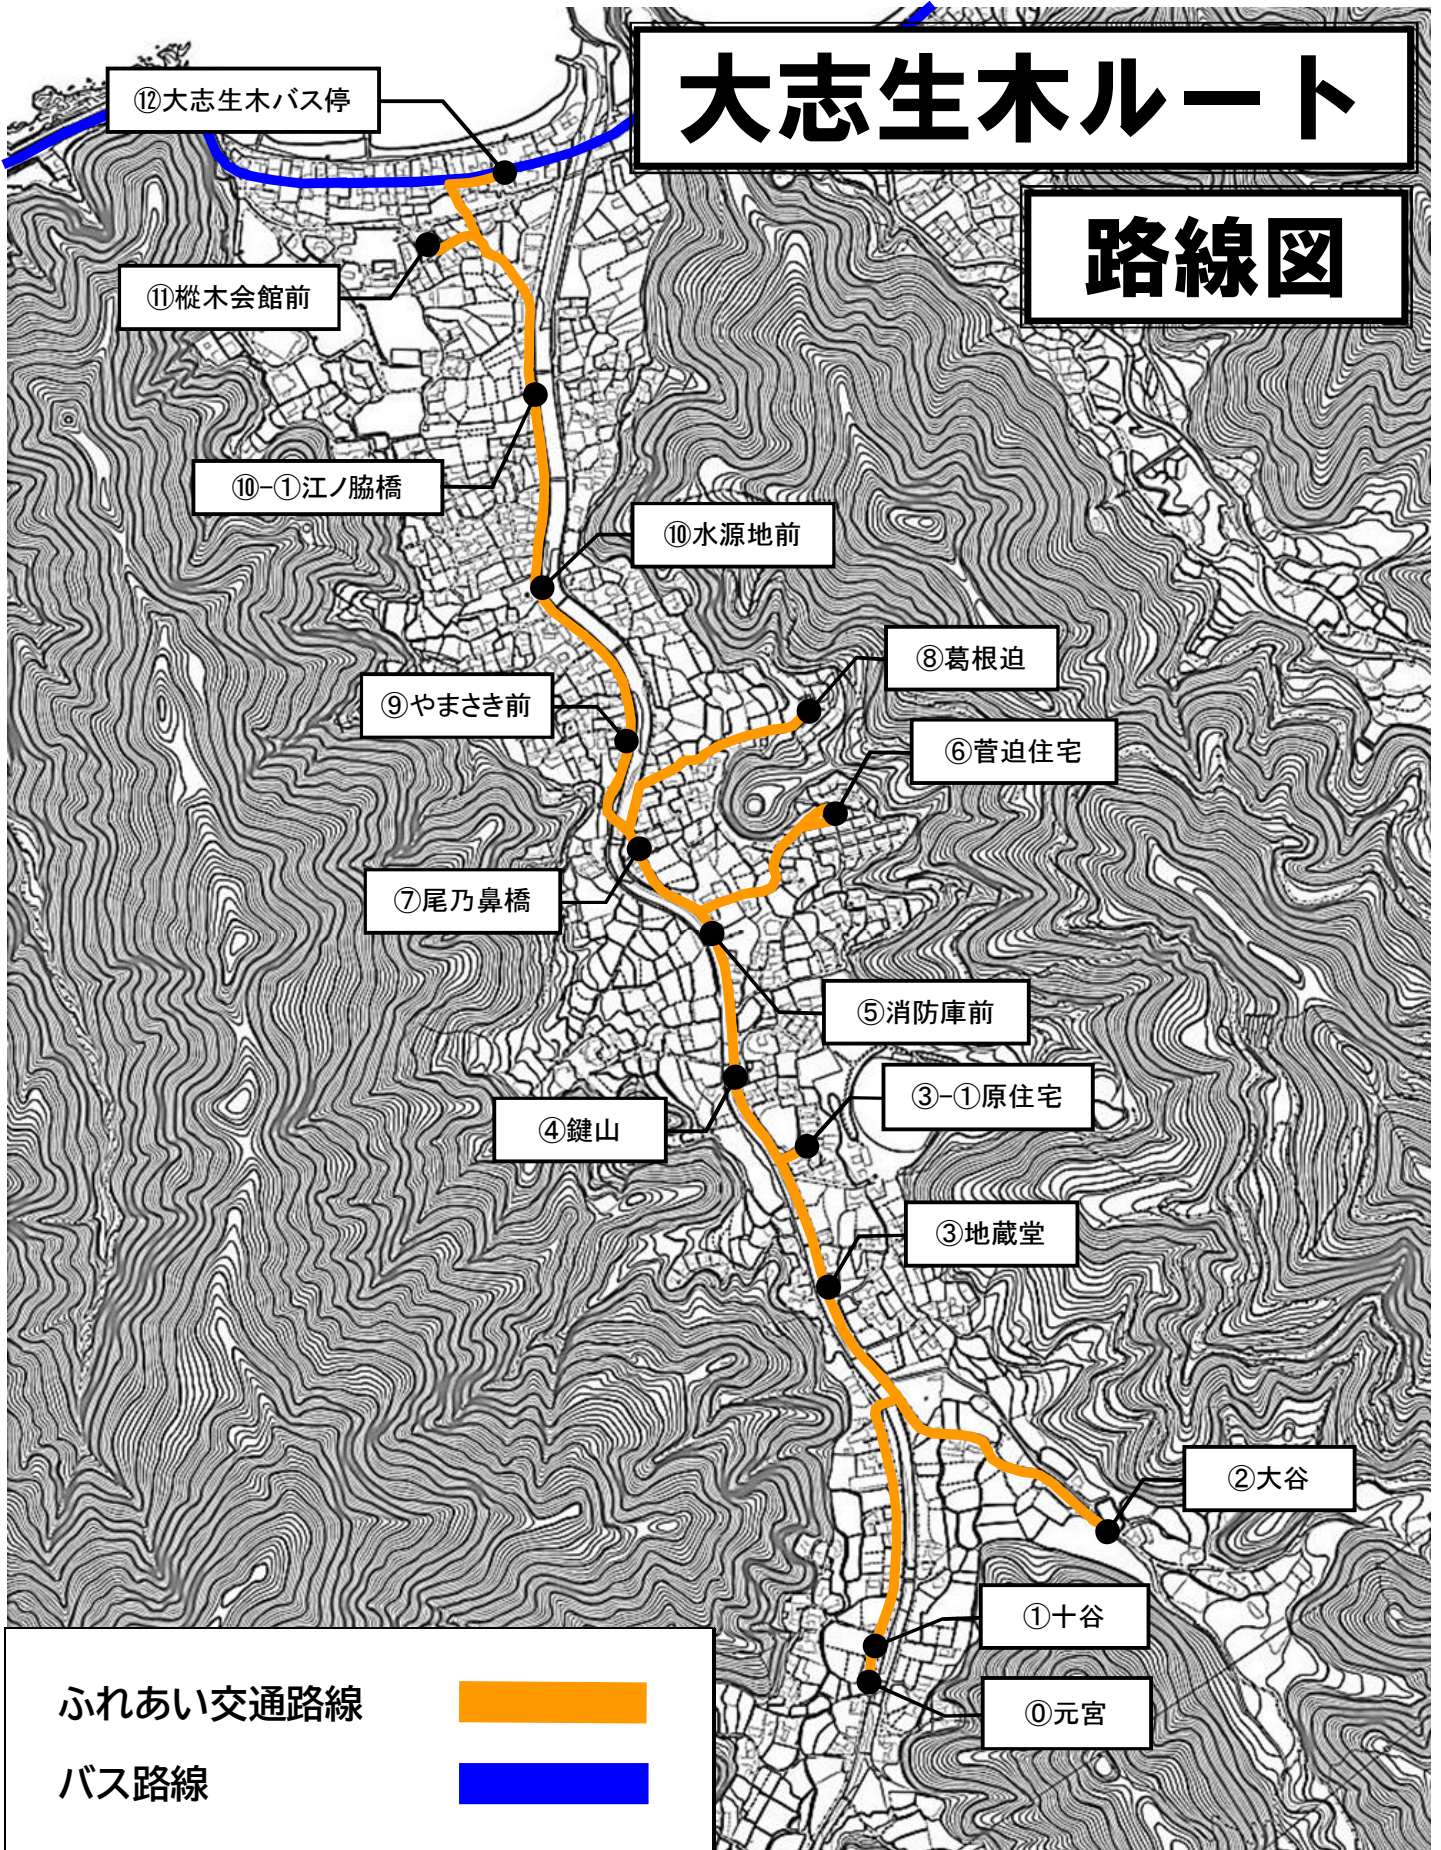 大志生木ルート
路線図
⑫大志生木バス停
⑪樅木会館前
⑩-①江ノ脇橋
⑩水源地前
⑧葛根迫
⑨やまさき前
⑥菅迫住宅
⑦尾乃鼻橋
⑤消防庫前
③-①原住宅
④鍵山
③地蔵堂
②大谷
①十谷
⓪元宮
ふれあい交通路線
バス路線